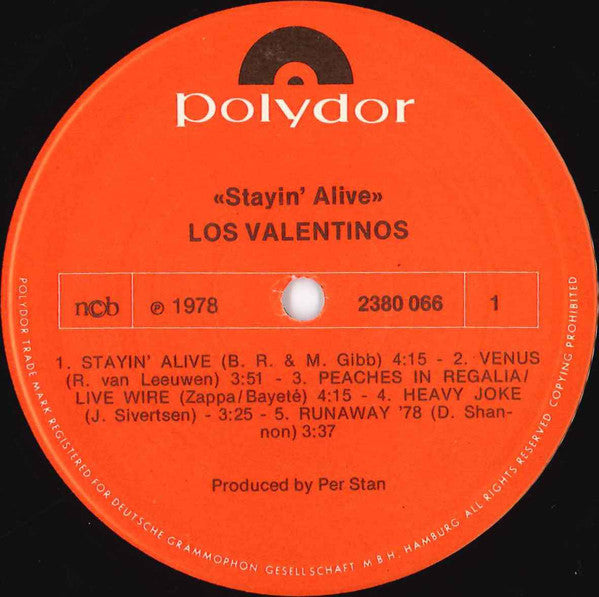 polydor
«Stayin' Alive»
LOS VALENTINOS
ncb ℗ 1978 2380 066 1
1. STAYIN' ALIVE (B. R. & M. Gibb) 4:15 - 2. VENUS
(R. van Leeuwen) 3:51 - 3. PEACHES IN REGALIA/
LIVE WIRE (Zappa/Bayeté) 4:15 - 4. HEAVY JOKE
(J. Sivertsen) - 3:25 - 5. RUNAWAY '78 (D. Shan-
non) 3:37
Produced by Per Stan
POLYDOR TRADE MARK REGISTERED FOR DEUTSCHE GRAMMOPHON GESELLSCHAFT M B H. HAMBURG ALL RIGHTS RESERVED COPYING PROHIBITED